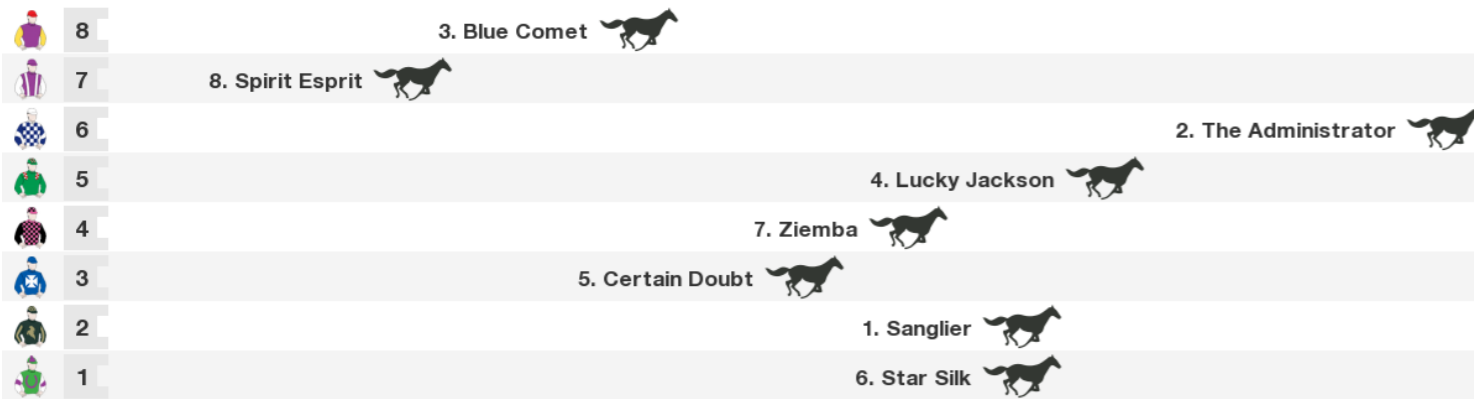 8 3. Blue Comet
7 8. Spirit Esprit
6 2. The Administrator
5 4. Lucky Jackson
4 7. Ziemba
3 5. Certain Doubt
2 1. Sanglier
1 6. Star Silk